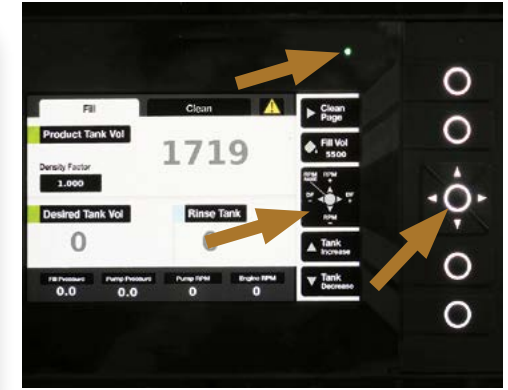 Fill
Clean
Product Tank Vol
1719
Density Factor
1.000
Desired Tank Vol
0
Rinse Tank
Fill Pressure
0.0
Pump Pressure
0.0
Pump RPM
0
Engine RPM
0
Clean
Page
Fill Vol
5500
RPM
+
DF
-
DF
+
RPM
-
Tank
Increase
Tank
Decrease